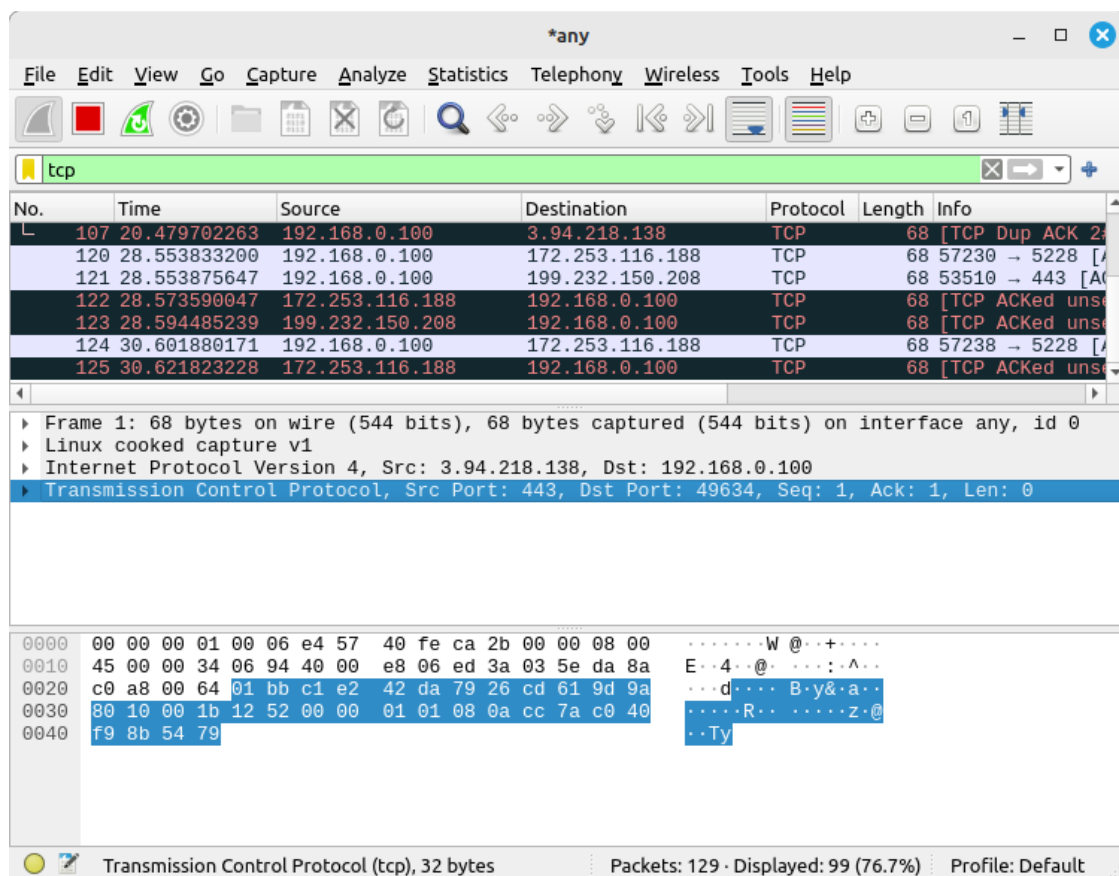 *any
File Edit View Go Capture Analyze Statistics Telephony Wireless Tools Help
tcp
No. Time Source Destination Protocol Length Info
107 20.479702263 192.168.0.100 3.94.218.138 TCP 68 [TCP Dup ACK 2#
120 28.553833200 192.168.0.100 172.253.116.188 TCP 68 57230 → 5228 [A
121 28.553875647 192.168.0.100 199.232.150.208 TCP 68 53510 → 443 [AC
122 28.573590047 172.253.116.188 192.168.0.100 TCP 68 [TCP ACKed unse
123 28.594485239 199.232.150.208 192.168.0.100 TCP 68 [TCP ACKed unse
124 30.601880171 192.168.0.100 172.253.116.188 TCP 68 57238 → 5228 [A
125 30.621823228 172.253.116.188 192.168.0.100 TCP 68 [TCP ACKed unse
Frame 1: 68 bytes on wire (544 bits), 68 bytes captured (544 bits) on interface any, id 0
Linux cooked capture v1
Internet Protocol Version 4, Src: 3.94.218.138, Dst: 192.168.0.100
Transmission Control Protocol, Src Port: 443, Dst Port: 49634, Seq: 1, Ack: 1, Len: 0
0000 00 00 00 01 00 06 e4 57 40 fe ca 2b 00 00 08 00 ·······W @··+····
0010 45 00 00 34 06 94 40 00 e8 06 ed 3a 03 5e da 8a E··4··@· ···:·^··
0020 c0 a8 00 64 01 bb c1 e2 42 da 79 26 cd 61 9d 9a ···d···· B·y&·a··
0030 80 10 00 1b 12 52 00 00 01 01 08 0a cc 7a c0 40 ·····R·· ·····z·@
0040 f9 8b 54 79 ··Ty
Transmission Control Protocol (tcp), 32 bytes Packets: 129 · Displayed: 99 (76.7%) Profile: Default